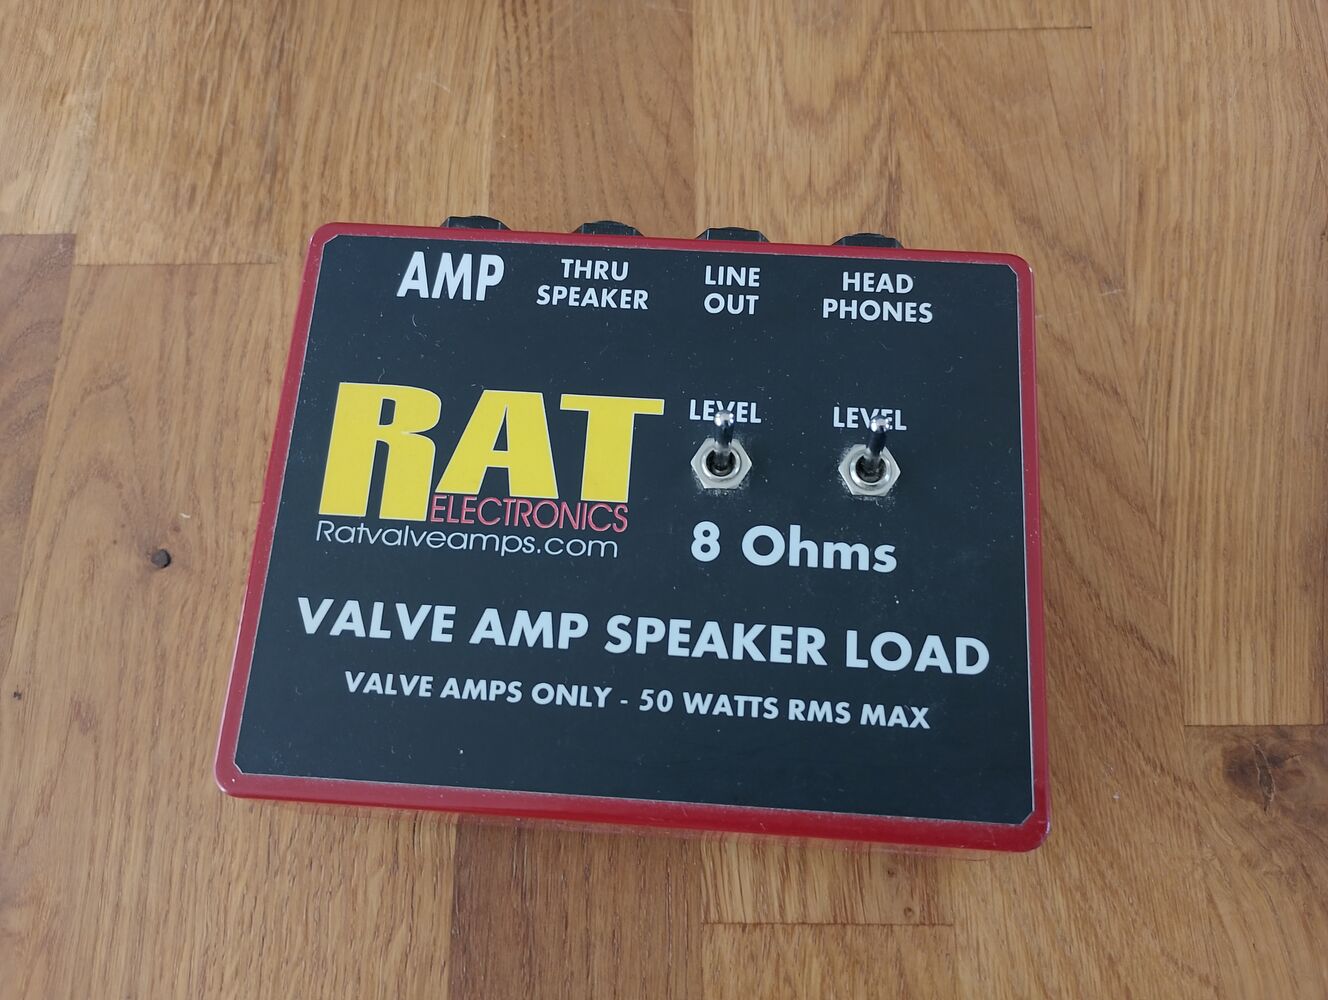 AMP
THRU
SPEAKER
LINE
OUT
HEAD
PHONES
LEVEL
LEVEL
RAT
ELECTRONICS
Ratvalveamps.com
8 Ohms
VALVE AMP SPEAKER LOAD
VALVE AMPS ONLY - 50 WATTS RMS MAX